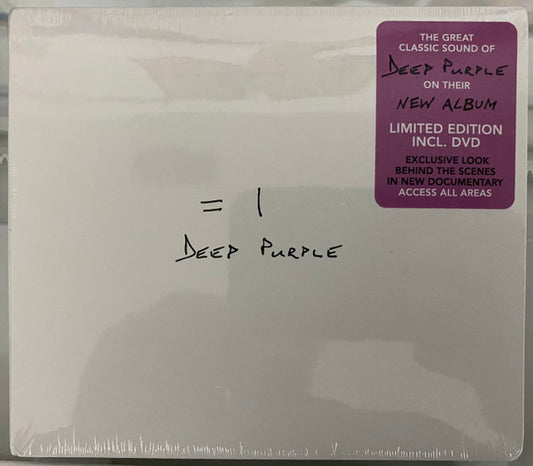 THE GREAT
CLASSIC SOUND OF
DEEP PURPLE
ON THEIR
NEW ALBUM
LIMITED EDITION
INCL. DVD
EXCLUSIVE LOOK
BEHIND THE SCENES
IN NEW DOCUMENTARY
ACCESS ALL AREAS
= 1
DEEP PURPLE